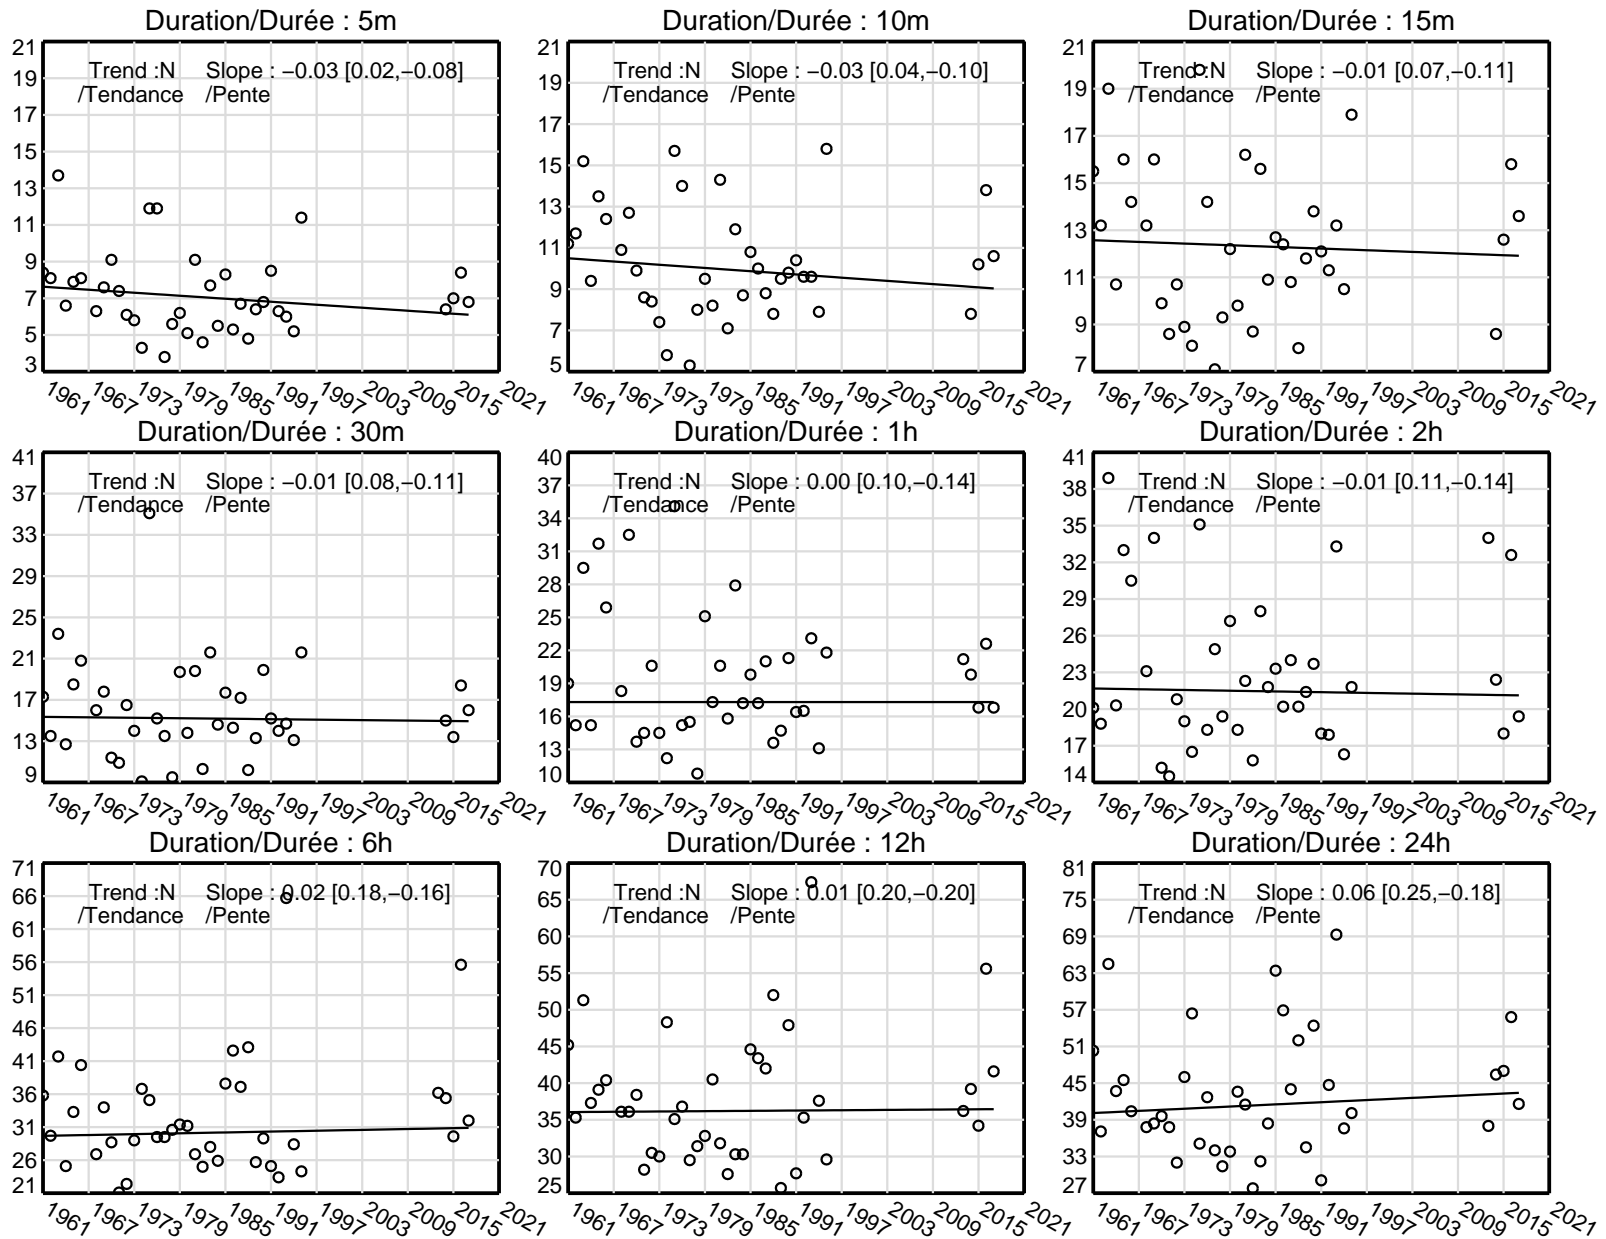 Duration/Durée : 5m
21
19
17
15
13
11
9
7
5
3
Trend :N Slope : −0.03 [0.02,−0.08]
/Tendance /Pente
1961 1967 1973 1979 1985 1991 1997 2003 2009 2015 2021
Duration/Durée : 10m
21
19
17
15
13
11
9
7
5
Trend :N Slope : −0.03 [0.04,−0.10]
/Tendance /Pente
1961 1967 1973 1979 1985 1991 1997 2003 2009 2015 2021
Duration/Durée : 15m
21
19
17
15
13
11
9
7
Trend :N Slope : −0.01 [0.07,−0.11]
/Tendance /Pente
1961 1967 1973 1979 1985 1991 1997 2003 2009 2015 2021
Duration/Durée : 30m
41
37
33
29
25
21
17
13
9
Trend :N Slope : −0.01 [0.08,−0.11]
/Tendance /Pente
1961 1967 1973 1979 1985 1991 1997 2003 2009 2015 2021
Duration/Durée : 1h
40
37
34
31
28
25
22
19
16
13
10
Trend :N Slope : 0.00 [0.10,−0.14]
/Tendance /Pente
1961 1967 1973 1979 1985 1991 1997 2003 2009 2015 2021
Duration/Durée : 2h
41
38
35
32
29
26
23
20
17
14
Trend :N Slope : −0.01 [0.11,−0.14]
/Tendance /Pente
1961 1967 1973 1979 1985 1991 1997 2003 2009 2015 2021
Duration/Durée : 6h
71
66
61
56
51
46
41
36
31
26
21
Trend :N Slope : 0.02 [0.18,−0.16]
/Tendance /Pente
1961 1967 1973 1979 1985 1991 1997 2003 2009 2015 2021
Duration/Durée : 12h
70
65
60
55
50
45
40
35
30
25
Trend :N Slope : 0.01 [0.20,−0.20]
/Tendance /Pente
1961 1967 1973 1979 1985 1991 1997 2003 2009 2015 2021
Duration/Durée : 24h
81
75
69
63
57
51
45
39
33
27
Trend :N Slope : 0.06 [0.25,−0.18]
/Tendance /Pente
1961 1967 1973 1979 1985 1991 1997 2003 2009 2015 2021